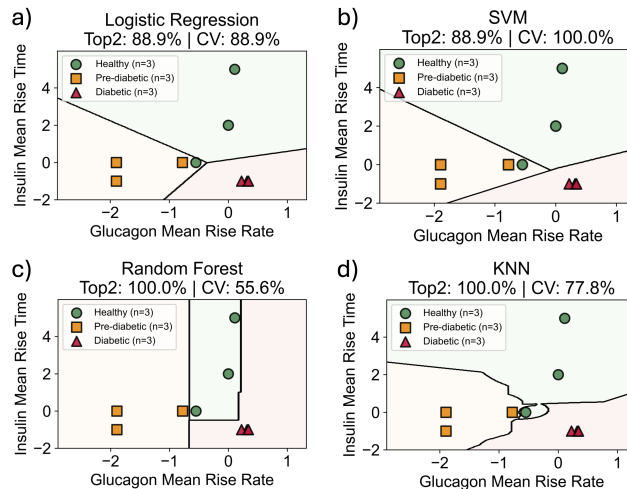 a)
Logistic Regression
Top2: 88.9% | CV: 88.9%
Insulin Mean Rise Time
Healthy (n=3)
Pre-diabetic (n=3)
Diabetic (n=3)
4
2
0
−2
−2
−1
0
1
Glucagon Mean Rise Rate
b)
SVM
Top2: 88.9% | CV: 100.0%
Insulin Mean Rise Time
Healthy (n=3)
Pre-diabetic (n=3)
Diabetic (n=3)
4
2
0
−2
−2
−1
0
1
Glucagon Mean Rise Rate
c)
Random Forest
Top2: 100.0% | CV: 55.6%
Insulin Mean Rise Time
Healthy (n=3)
Pre-diabetic (n=3)
Diabetic (n=3)
4
2
0
−2
−2
−1
0
1
Glucagon Mean Rise Rate
d)
KNN
Top2: 100.0% | CV: 77.8%
Insulin Mean Rise Time
Healthy (n=3)
Pre-diabetic (n=3)
Diabetic (n=3)
4
2
0
−2
−2
−1
0
1
Glucagon Mean Rise Rate